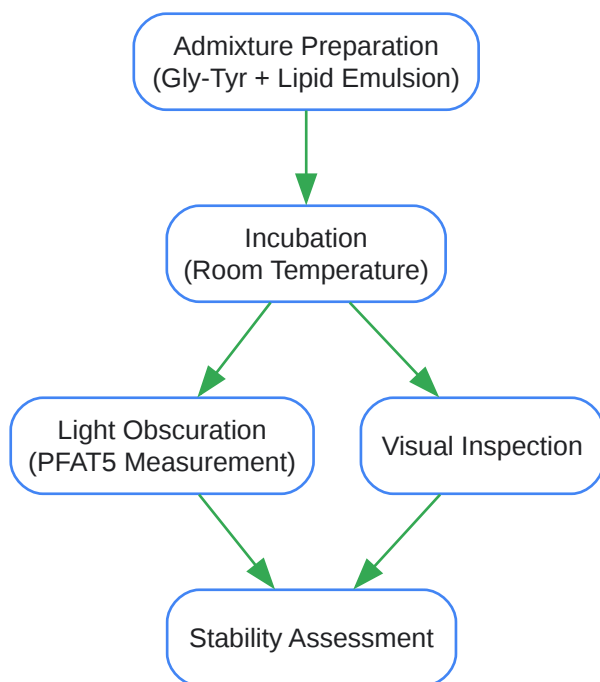 Admixture Preparation
(Gly-Tyr + Lipid Emulsion)
Incubation
(Room Temperature)
Light Obscuration
(PFAT5 Measurement)
Visual Inspection
Stability Assessment